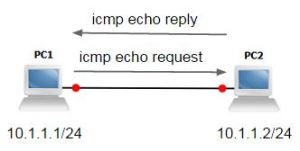 icmp echo reply
PC1
PC2
icmp echo request
10.1.1.1/24
10.1.1.2/24